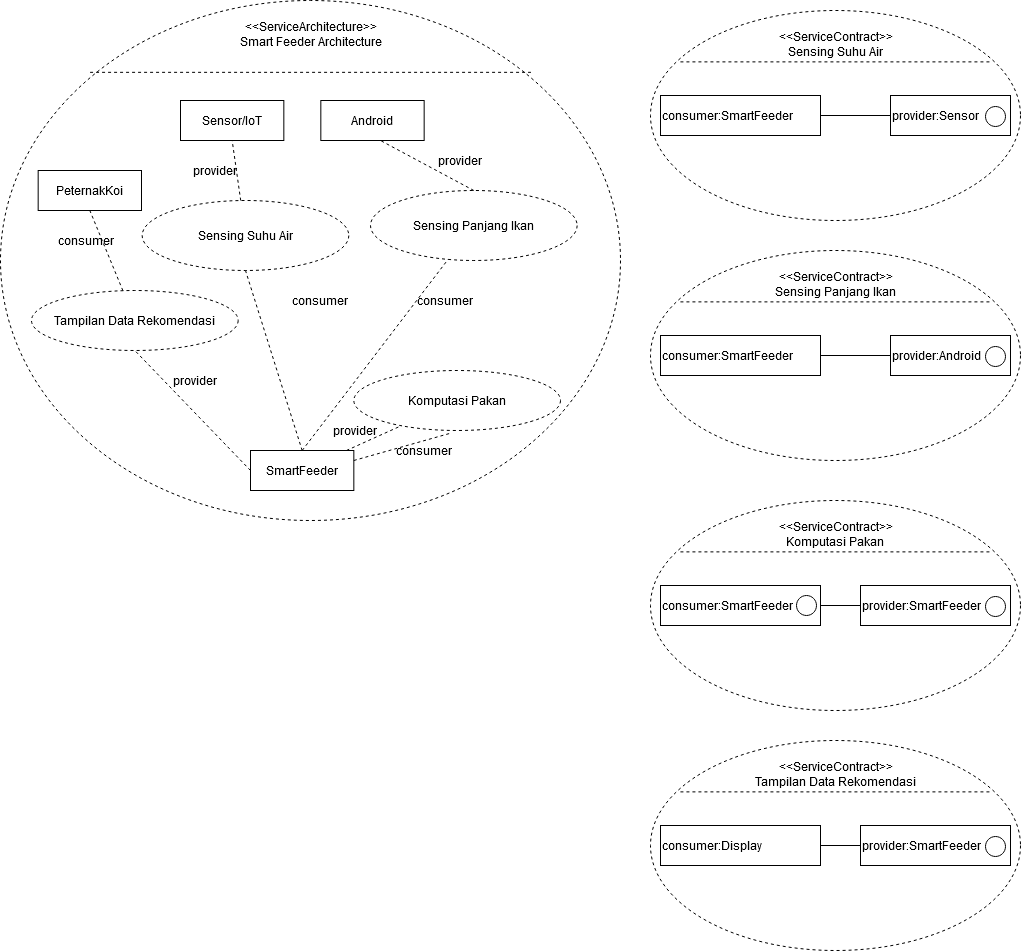 <<ServiceArchitecture>>
Smart Feeder Architecture
Sensor/IoT
Android
provider
provider
PeternakKoi
consumer
Sensing Suhu Air
Sensing Panjang Ikan
consumer
consumer
Tampilan Data Rekomendasi
provider
Komputasi Pakan
provider
consumer
SmartFeeder
<<ServiceContract>>
Sensing Suhu Air
consumer:SmartFeeder
provider:Sensor
<<ServiceContract>>
Sensing Panjang Ikan
consumer:SmartFeeder
provider:Android
<<ServiceContract>>
Komputasi Pakan
consumer:SmartFeeder
provider:SmartFeeder
<<ServiceContract>>
Tampilan Data Rekomendasi
consumer:Display
provider:SmartFeeder